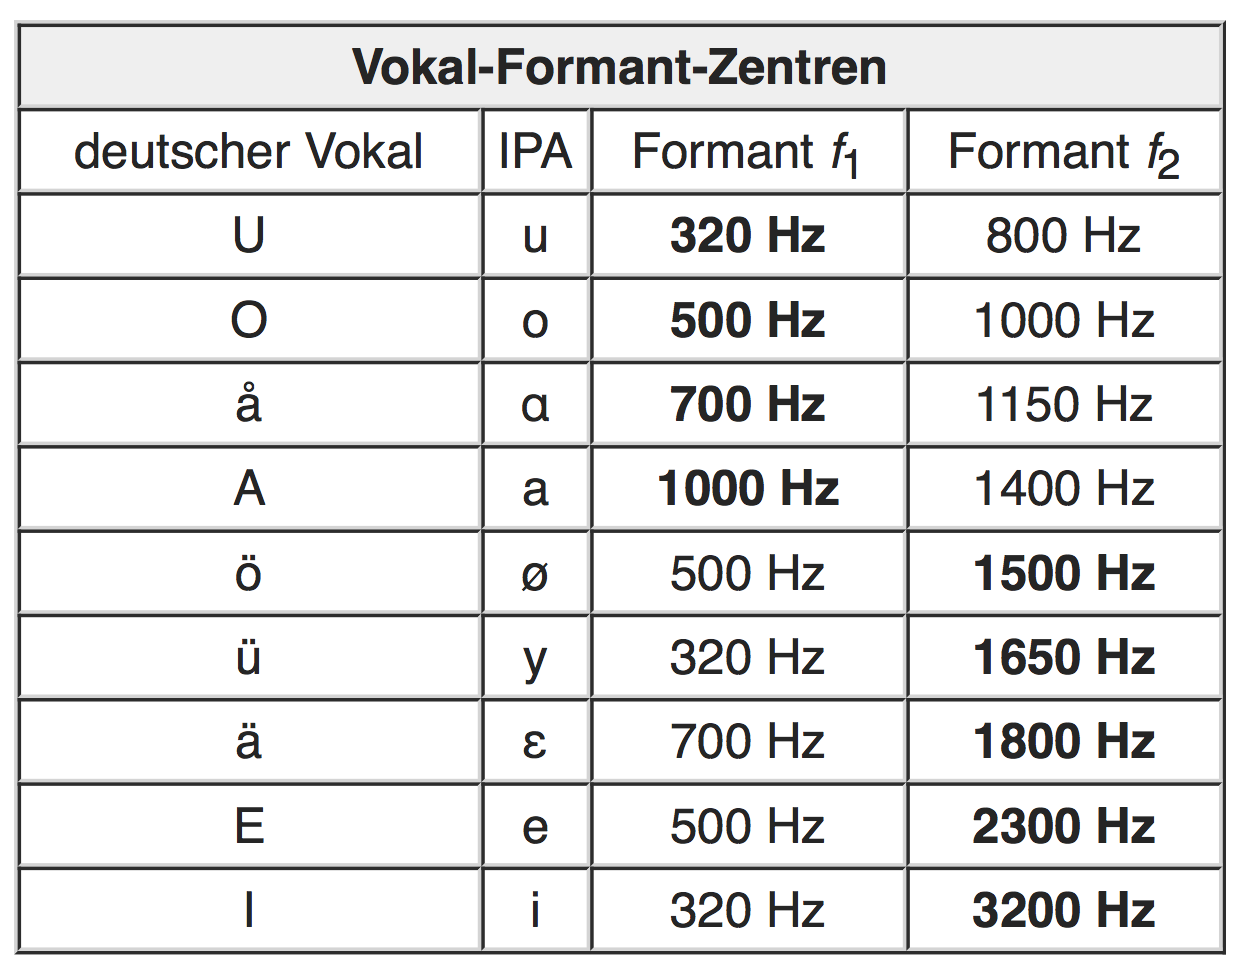 Vokal-Formant-Zentren
deutscher Vokal IPA Formant f1 Formant f2
U u 320 Hz 800 Hz
O o 500 Hz 1000 Hz
å ɑ 700 Hz 1150 Hz
A a 1000 Hz 1400 Hz
ö ø 500 Hz 1500 Hz
ü y 320 Hz 1650 Hz
ä ɛ 700 Hz 1800 Hz
E e 500 Hz 2300 Hz
I i 320 Hz 3200 Hz